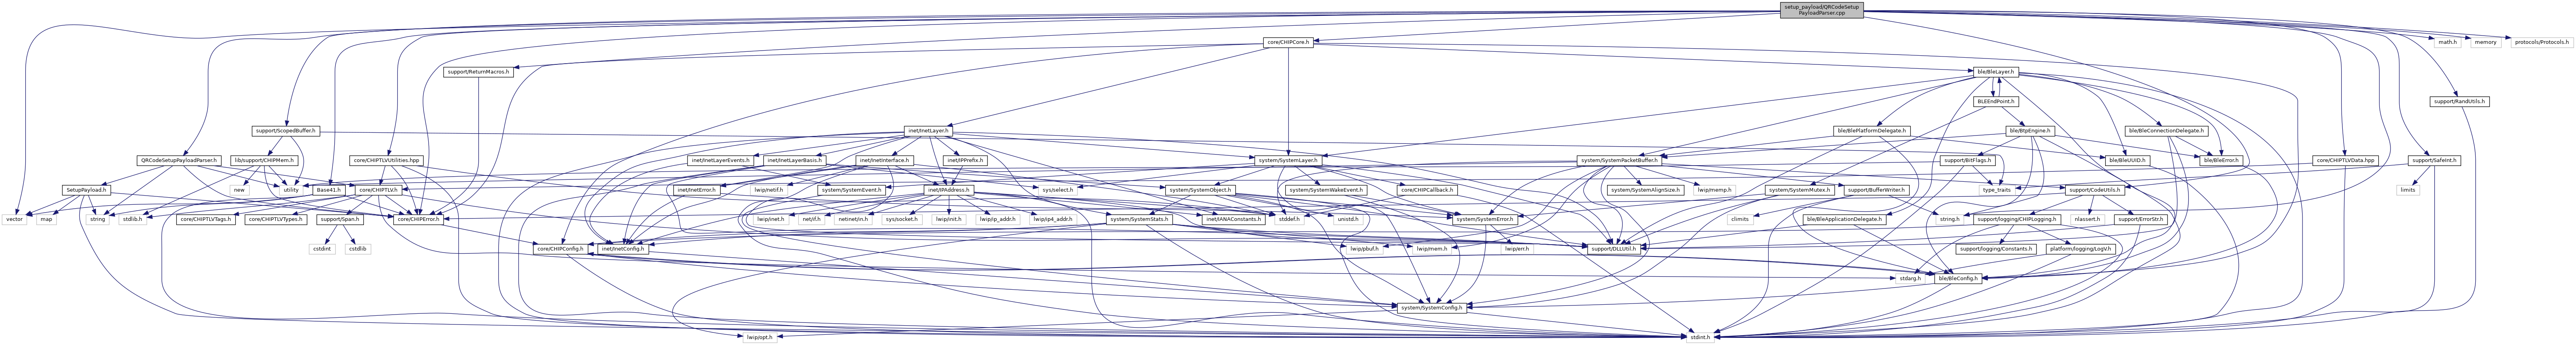 setup_payload/QRCodeSetup
PayloadParser.cpp
core/CHIPCore.h
math.h
memory
protocols/Protocols.h
support/ReturnMacros.h
ble/BleLayer.h
BLEEndPoint.h
support/RandUtils.h
support/ScopedBuffer.h
inet/InetLayer.h
ble/BlePlatformDelegate.h
ble/BtpEngine.h
ble/BleConnectionDelegate.h
QRCodeSetupPayloadParser.h
lib/support/CHIPMem.h
core/CHIPTLVUtilities.hpp
inet/InetLayerEvents.h
inet/InetLayerBasis.h
inet/InetInterface.h
inet/IPPrefix.h
system/SystemLayer.h
system/SystemPacketBuffer.h
support/BitFlags.h
ble/BleUUID.h
ble/BleError.h
core/CHIPTLVData.hpp
support/SafeInt.h
SetupPayload.h
new
utility
Base41.h
core/CHIPTLV.h
inet/InetError.h
lwip/netif.h
system/SystemEvent.h
inet/IPAddress.h
sys/select.h
system/SystemObject.h
system/SystemWakeEvent.h
core/CHIPCallback.h
system/SystemAlignSize.h
lwip/memp.h
system/SystemMutex.h
support/BufferWriter.h
type_traits
support/CodeUtils.h
limits
vector
map
string
stdlib.h
core/CHIPTLVTags.h
core/CHIPTLVTypes.h
support/Span.h
core/CHIPError.h
lwip/inet.h
net/if.h
netinet/in.h
sys/socket.h
lwip/init.h
lwip/ip_addr.h
lwip/ip4_addr.h
system/SystemStats.h
inet/IANAConstants.h
stddef.h
unistd.h
system/SystemError.h
climits
ble/BleApplicationDelegate.h
string.h
support/logging/CHIPLogging.h
nlassert.h
support/ErrorStr.h
cstdint
cstdlib
core/CHIPConfig.h
inet/InetConfig.h
lwip/pbuf.h
lwip/mem.h
lwip/err.h
support/DLLUtil.h
support/logging/Constants.h
platform/logging/LogV.h
stdarg.h
ble/BleConfig.h
system/SystemConfig.h
lwip/opt.h
stdint.h